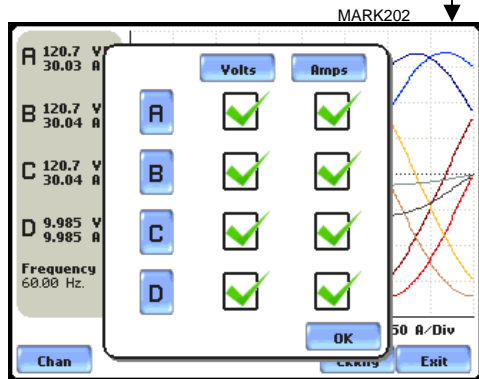 MARK202
A 120.7 V
30.03 A
B 120.7 V
30.04 A
C 120.7 V
30.04 A
D 9.985 V
9.985 A
Frequency
60.00 Hz.
Volts Amps
A
B
C
D
OK
50 A/Div
Chan Exit